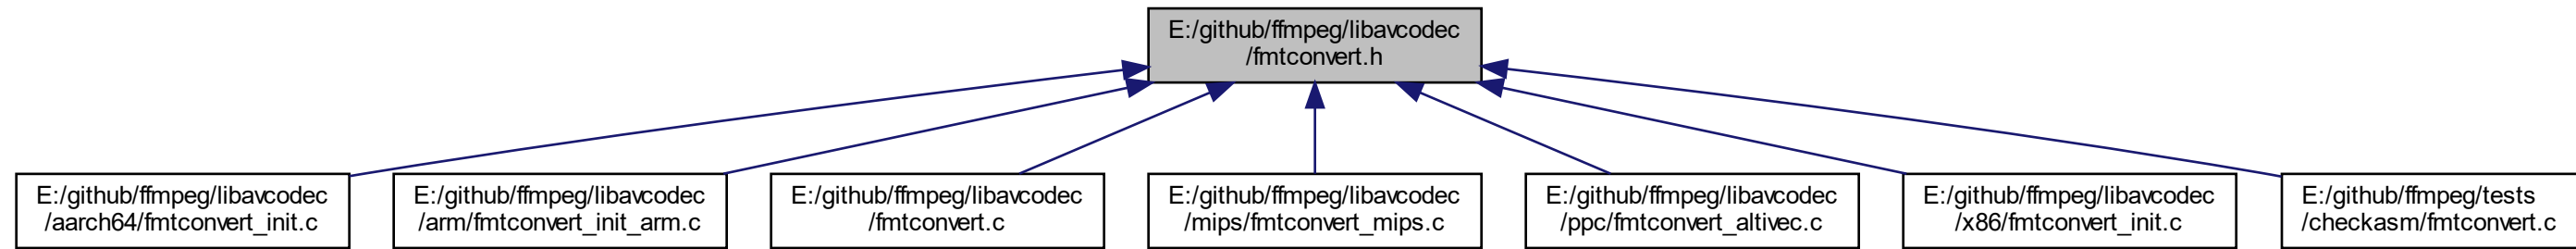 E:/github/ffmpeg/libavcodec
/fmtconvert.h
E:/github/ffmpeg/libavcodec
/aarch64/fmtconvert_init.c
E:/github/ffmpeg/libavcodec
/arm/fmtconvert_init_arm.c
E:/github/ffmpeg/libavcodec
/fmtconvert.c
E:/github/ffmpeg/libavcodec
/mips/fmtconvert_mips.c
E:/github/ffmpeg/libavcodec
/ppc/fmtconvert_altivec.c
E:/github/ffmpeg/libavcodec
/x86/fmtconvert_init.c
E:/github/ffmpeg/tests
/checkasm/fmtconvert.c